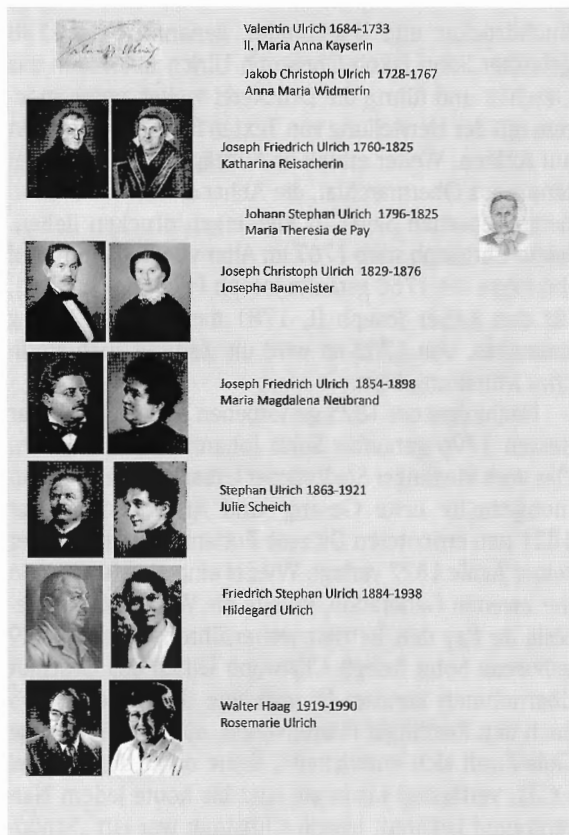 Valentin Ulrich 1684-1733
II. Maria Anna Kayserin
Jakob Christoph Ulrich 1728-1767
Anna Maria Widmerin
Joseph Friedrich Ulrich 1760-1825
Katharina Reisacherin
Johann Stephan Ulrich 1796-1825
Maria Theresia de Pay
Joseph Christoph Ulrich 1829-1876
Josepha Baumeister
Joseph Friedrich Ulrich 1854-1898
Maria Magdalena Neubrand
Stephan Ulrich 1863-1921
Julie Scheich
Friedrich Stephan Ulrich 1884-1938
Hildegard Ulrich
Walter Haag 1919-1990
Rosemarie Ulrich